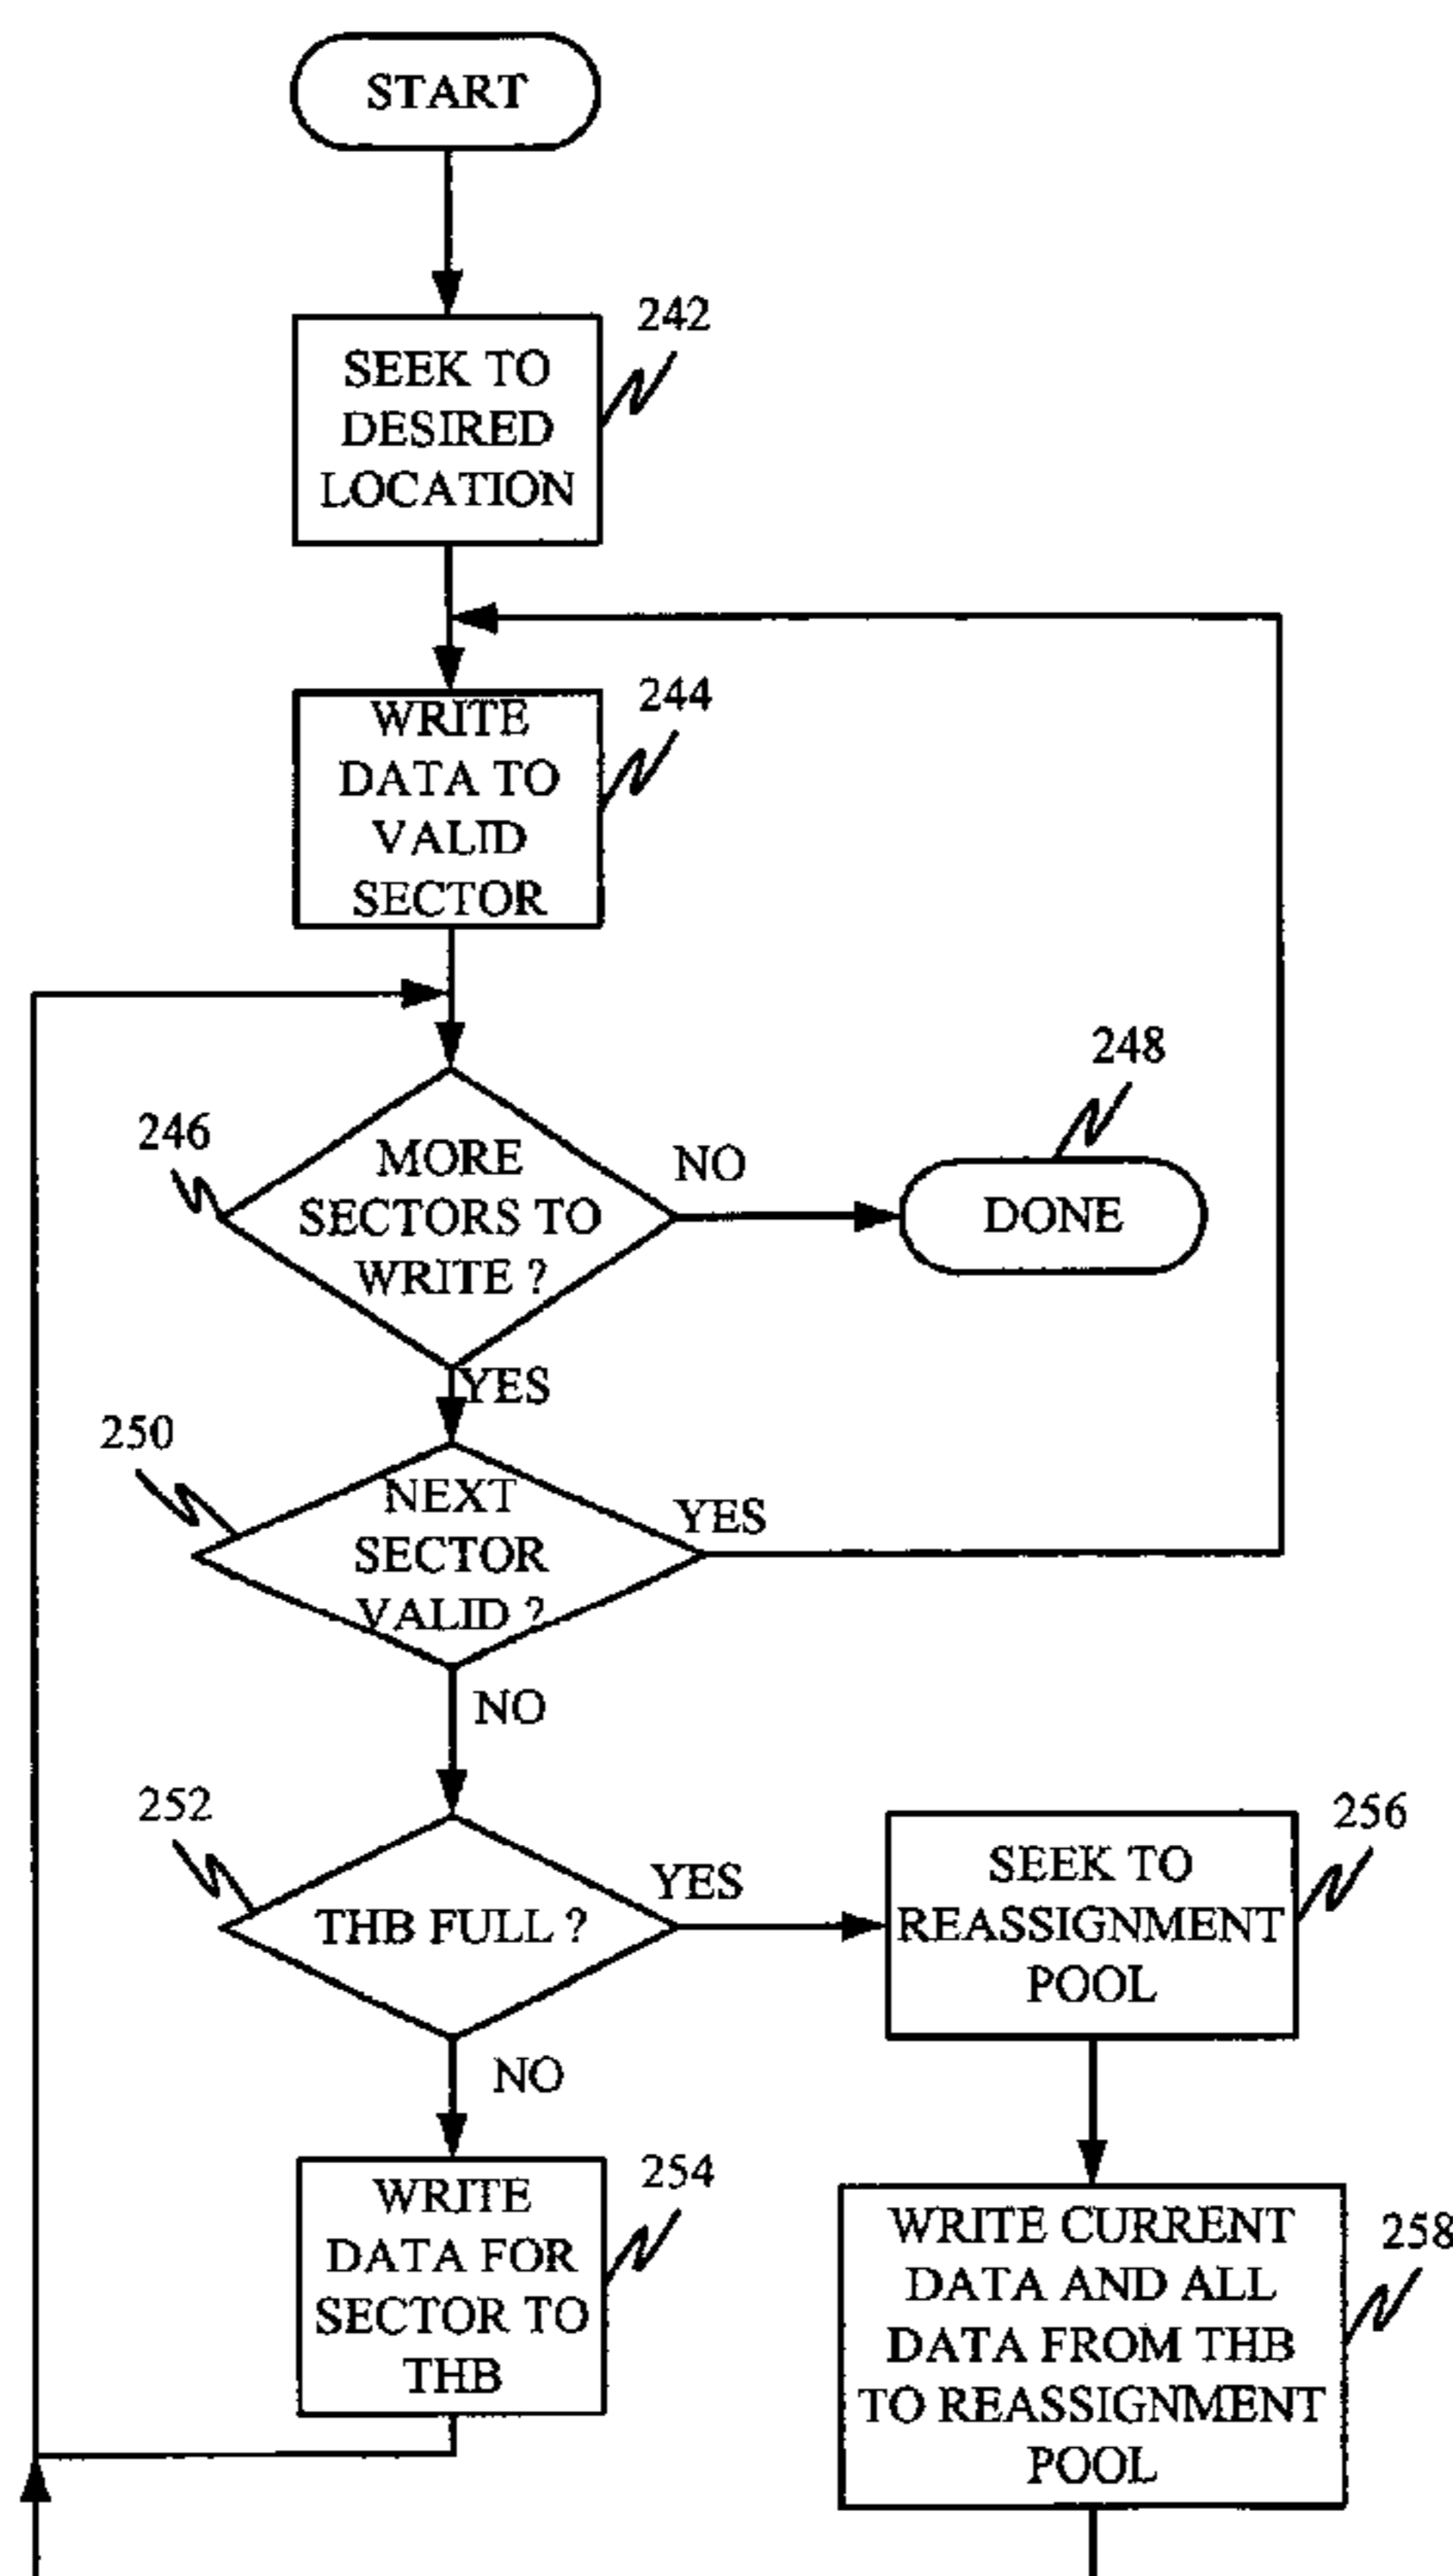 START
242
SEEK TO
DESIRED
LOCATION
244
WRITE
DATA TO
VALID
SECTOR
248
246
MORE
SECTORS TO
WRITE ?
NO
DONE
YES
250
NEXT
SECTOR
VALID ?
YES
NO
252
THB FULL ?
YES
256
SEEK TO
REASSIGNMENT
POOL
NO
254
WRITE
DATA FOR
SECTOR TO
THB
258
WRITE CURRENT
DATA AND ALL
DATA FROM THB
TO REASSIGNMENT
POOL